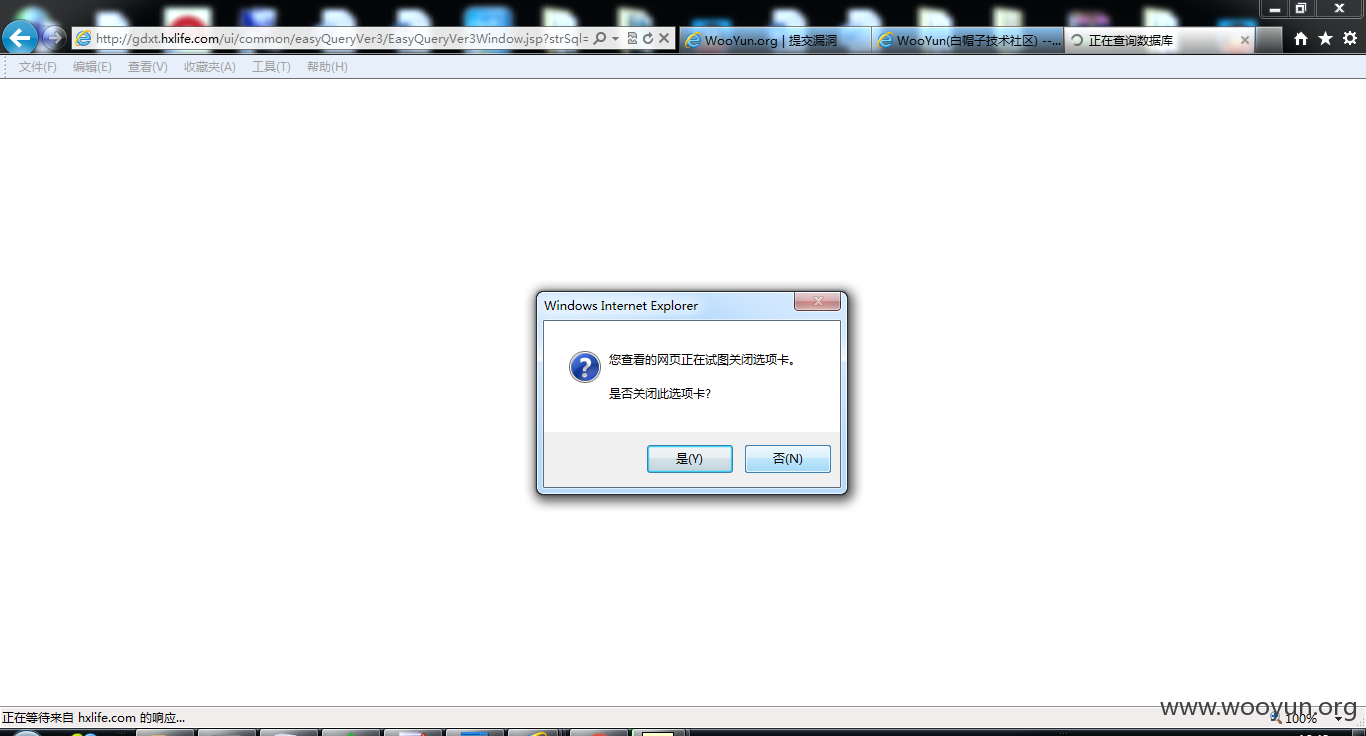 http://gdxt.hxlife.com/ui/common/easyQueryVer3/EasyQueryVer3Window.jsp?strSql=
WooYun.org | 提交漏洞
WooYun(白帽子技术社区) --...
正在查询数据库
文件(F) 编辑(E) 查看(V) 收藏夹(A) 工具(T) 帮助(H)
Windows Internet Explorer
您查看的网页正在试图关闭选项卡。
是否关闭此选项卡?
是(Y) 否(N)
www.wooyun.org
正在等待来自 hxlife.com 的响应...
100%